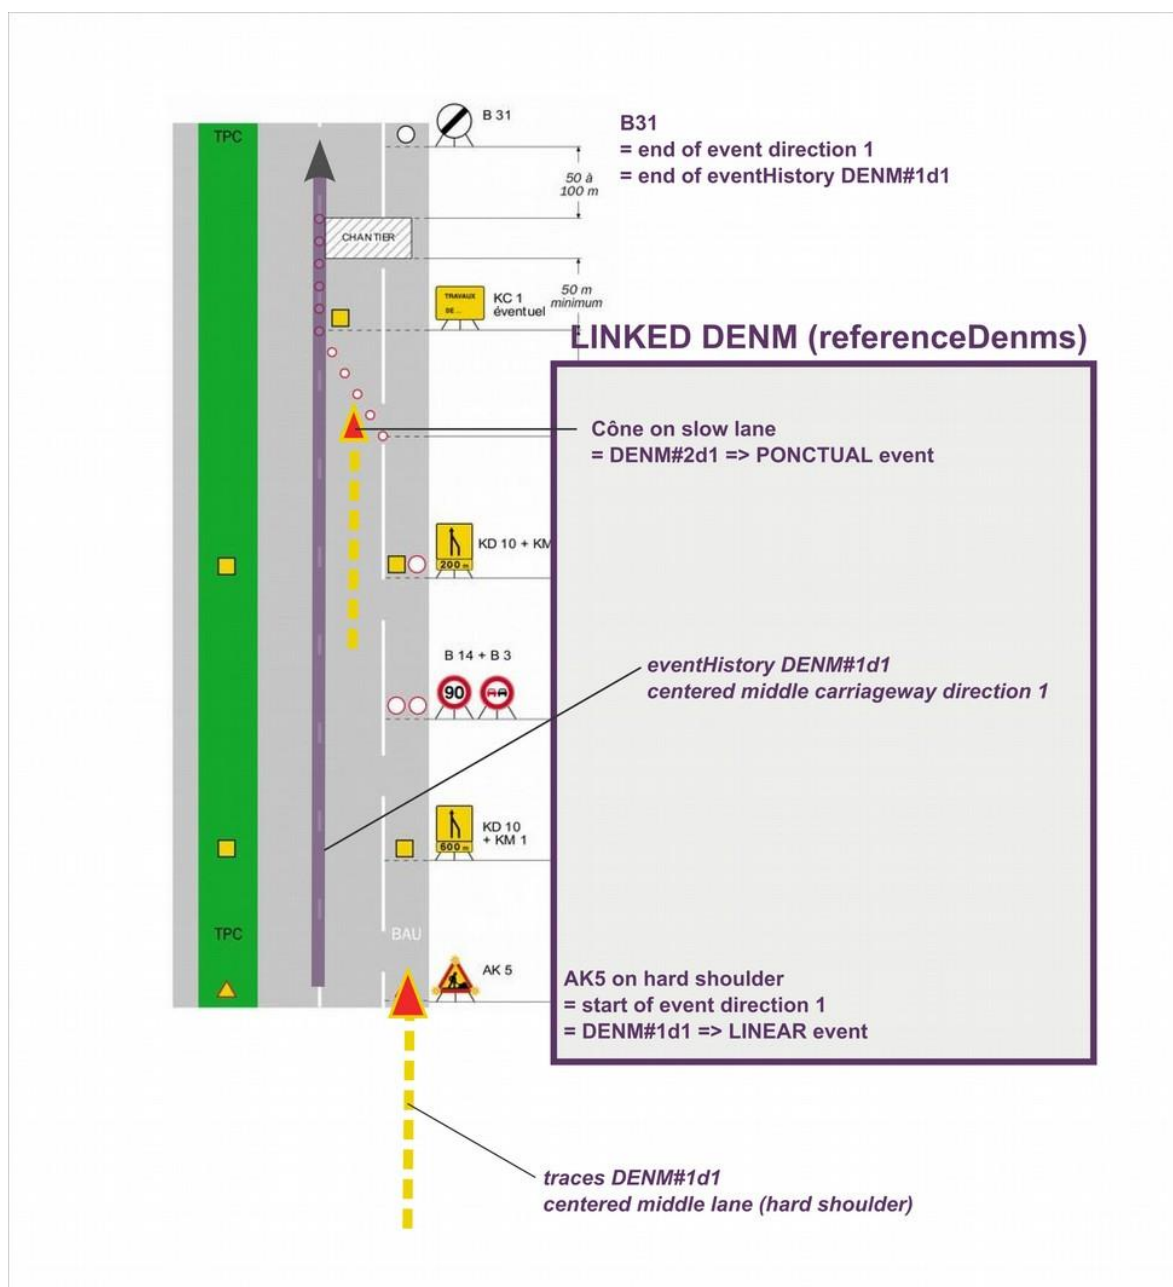 TPC
B 31
B31
= end of event direction 1
= end of eventHistory DENM#1d1
50 à
100 m
CHANTIER
TRAVAUX
DE...
KC 1
éventuel
50 m
minimum
LINKED DENM (referenceDenms)
Cône on slow lane
= DENM#2d1 => PONCTUAL event
200 m
KD 10 + KM
B 14 + B 3
90
eventHistory DENM#1d1
centered middle carriageway direction 1
600 m
KD 10
+ KM 1
TPC
BAU
AK 5
AK5 on hard shoulder
= start of event direction 1
= DENM#1d1 => LINEAR event
traces DENM#1d1
centered middle lane (hard shoulder)